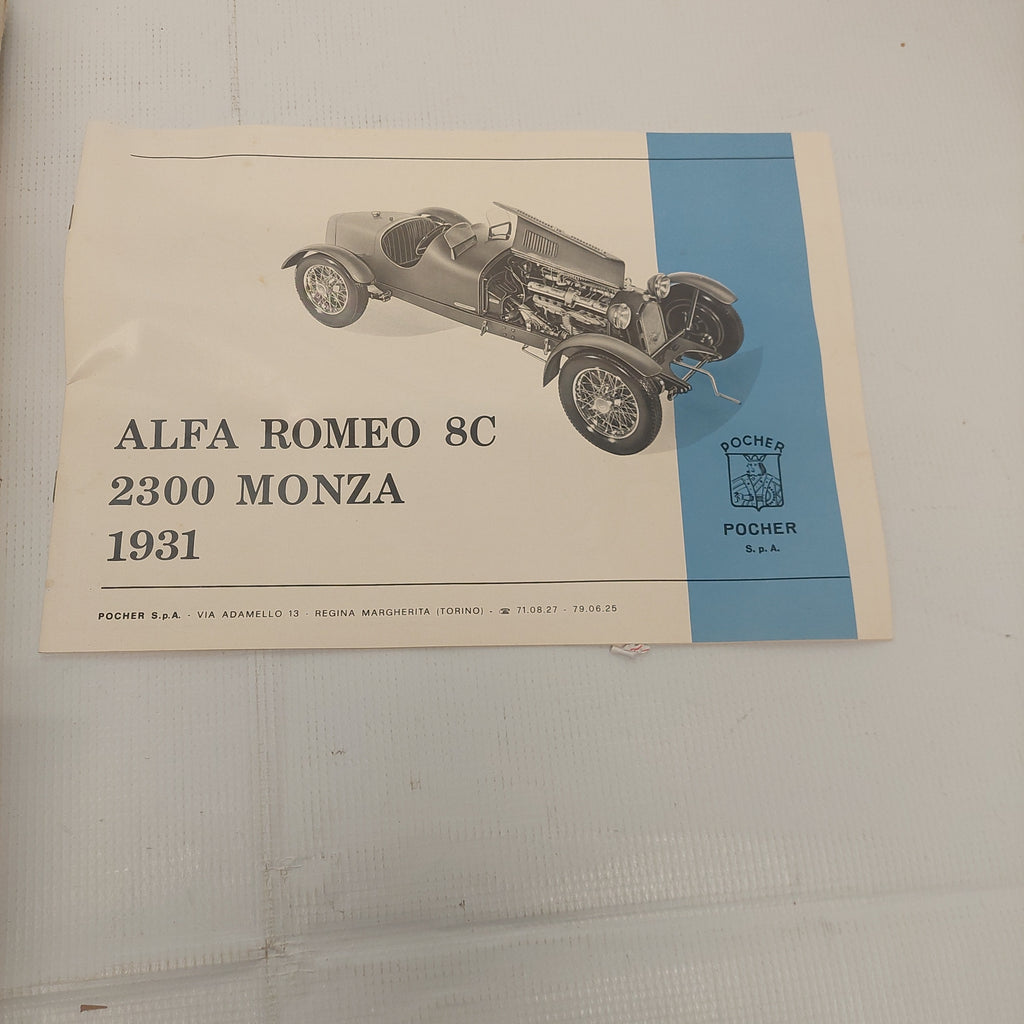 ALFA ROMEO 8C
2300 MONZA
1931
POCHER
POCHER
S.p.A.
POCHER S.p.A. - VIA ADAMELLO 13 - REGINA MARGHERITA (TORINO) - ☎ 71.08.27 - 79.06.25